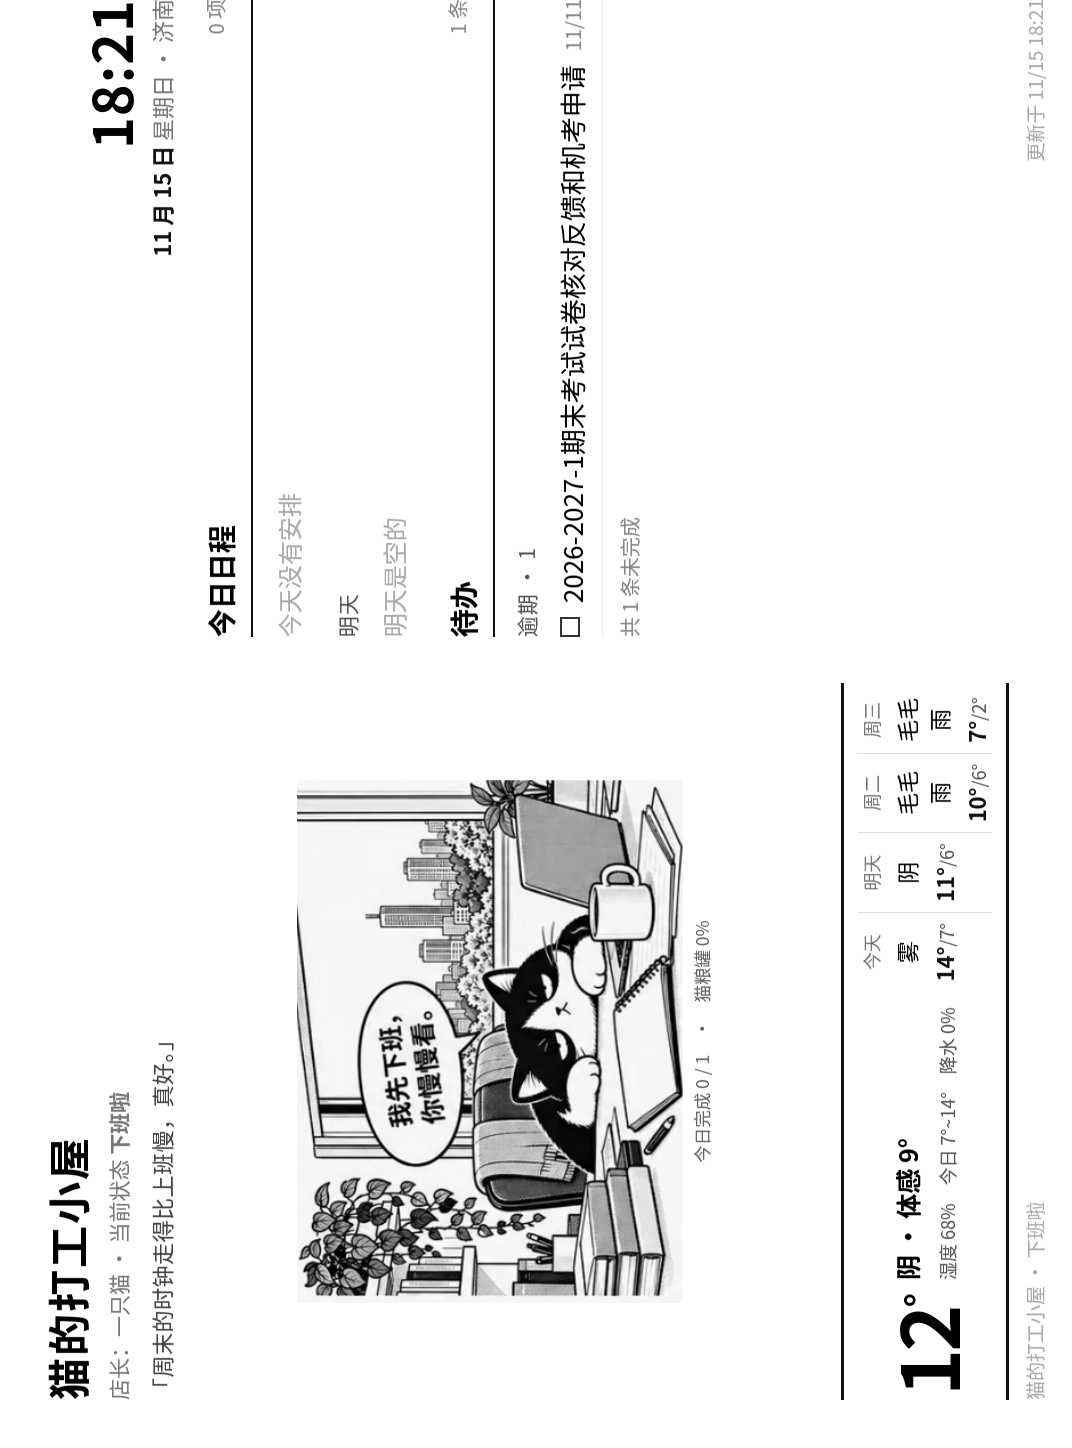 猫的打工小屋
店长：一只猫 · 当前状态 下班啦
「周末的时钟走得比上班慢，真好。」
我先下班，
你慢慢看。
今日完成 0 / 1 · 猫粮罐 0%
12° 阴 · 体感 9°
湿度 68% 今日 7°~14° 降水 0%
今天
雾
14°/7°
明天
阴
11°/6°
周二
毛毛
雨
10°/6°
周三
毛毛
雨
7°/2°
猫的打工小屋 · 下班啦
18:21
11 月 15 日 星期日 · 济南
今日日程 0 项
今天没有安排
明天
明天是空的
待办 1 条
逾期 · 1
2026-2027-1期末考试试卷核对反馈和机考申请 11/11
共 1 条未完成
更新于 11/15 18:21